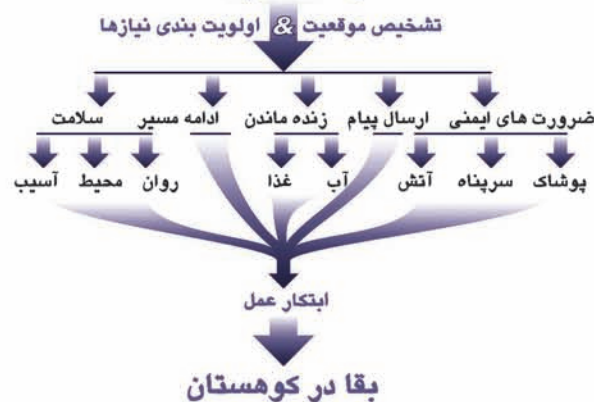 تشخیص موقعیت & اولویت بندی نیازها
ضرورت های ایمنی ارسال پیام زنده ماندن ادامه مسیر سلامت
پوشاک سرپناه آتش آب غذا روان محیط آسیب
ابتکار عمل
بقا در کوهستان